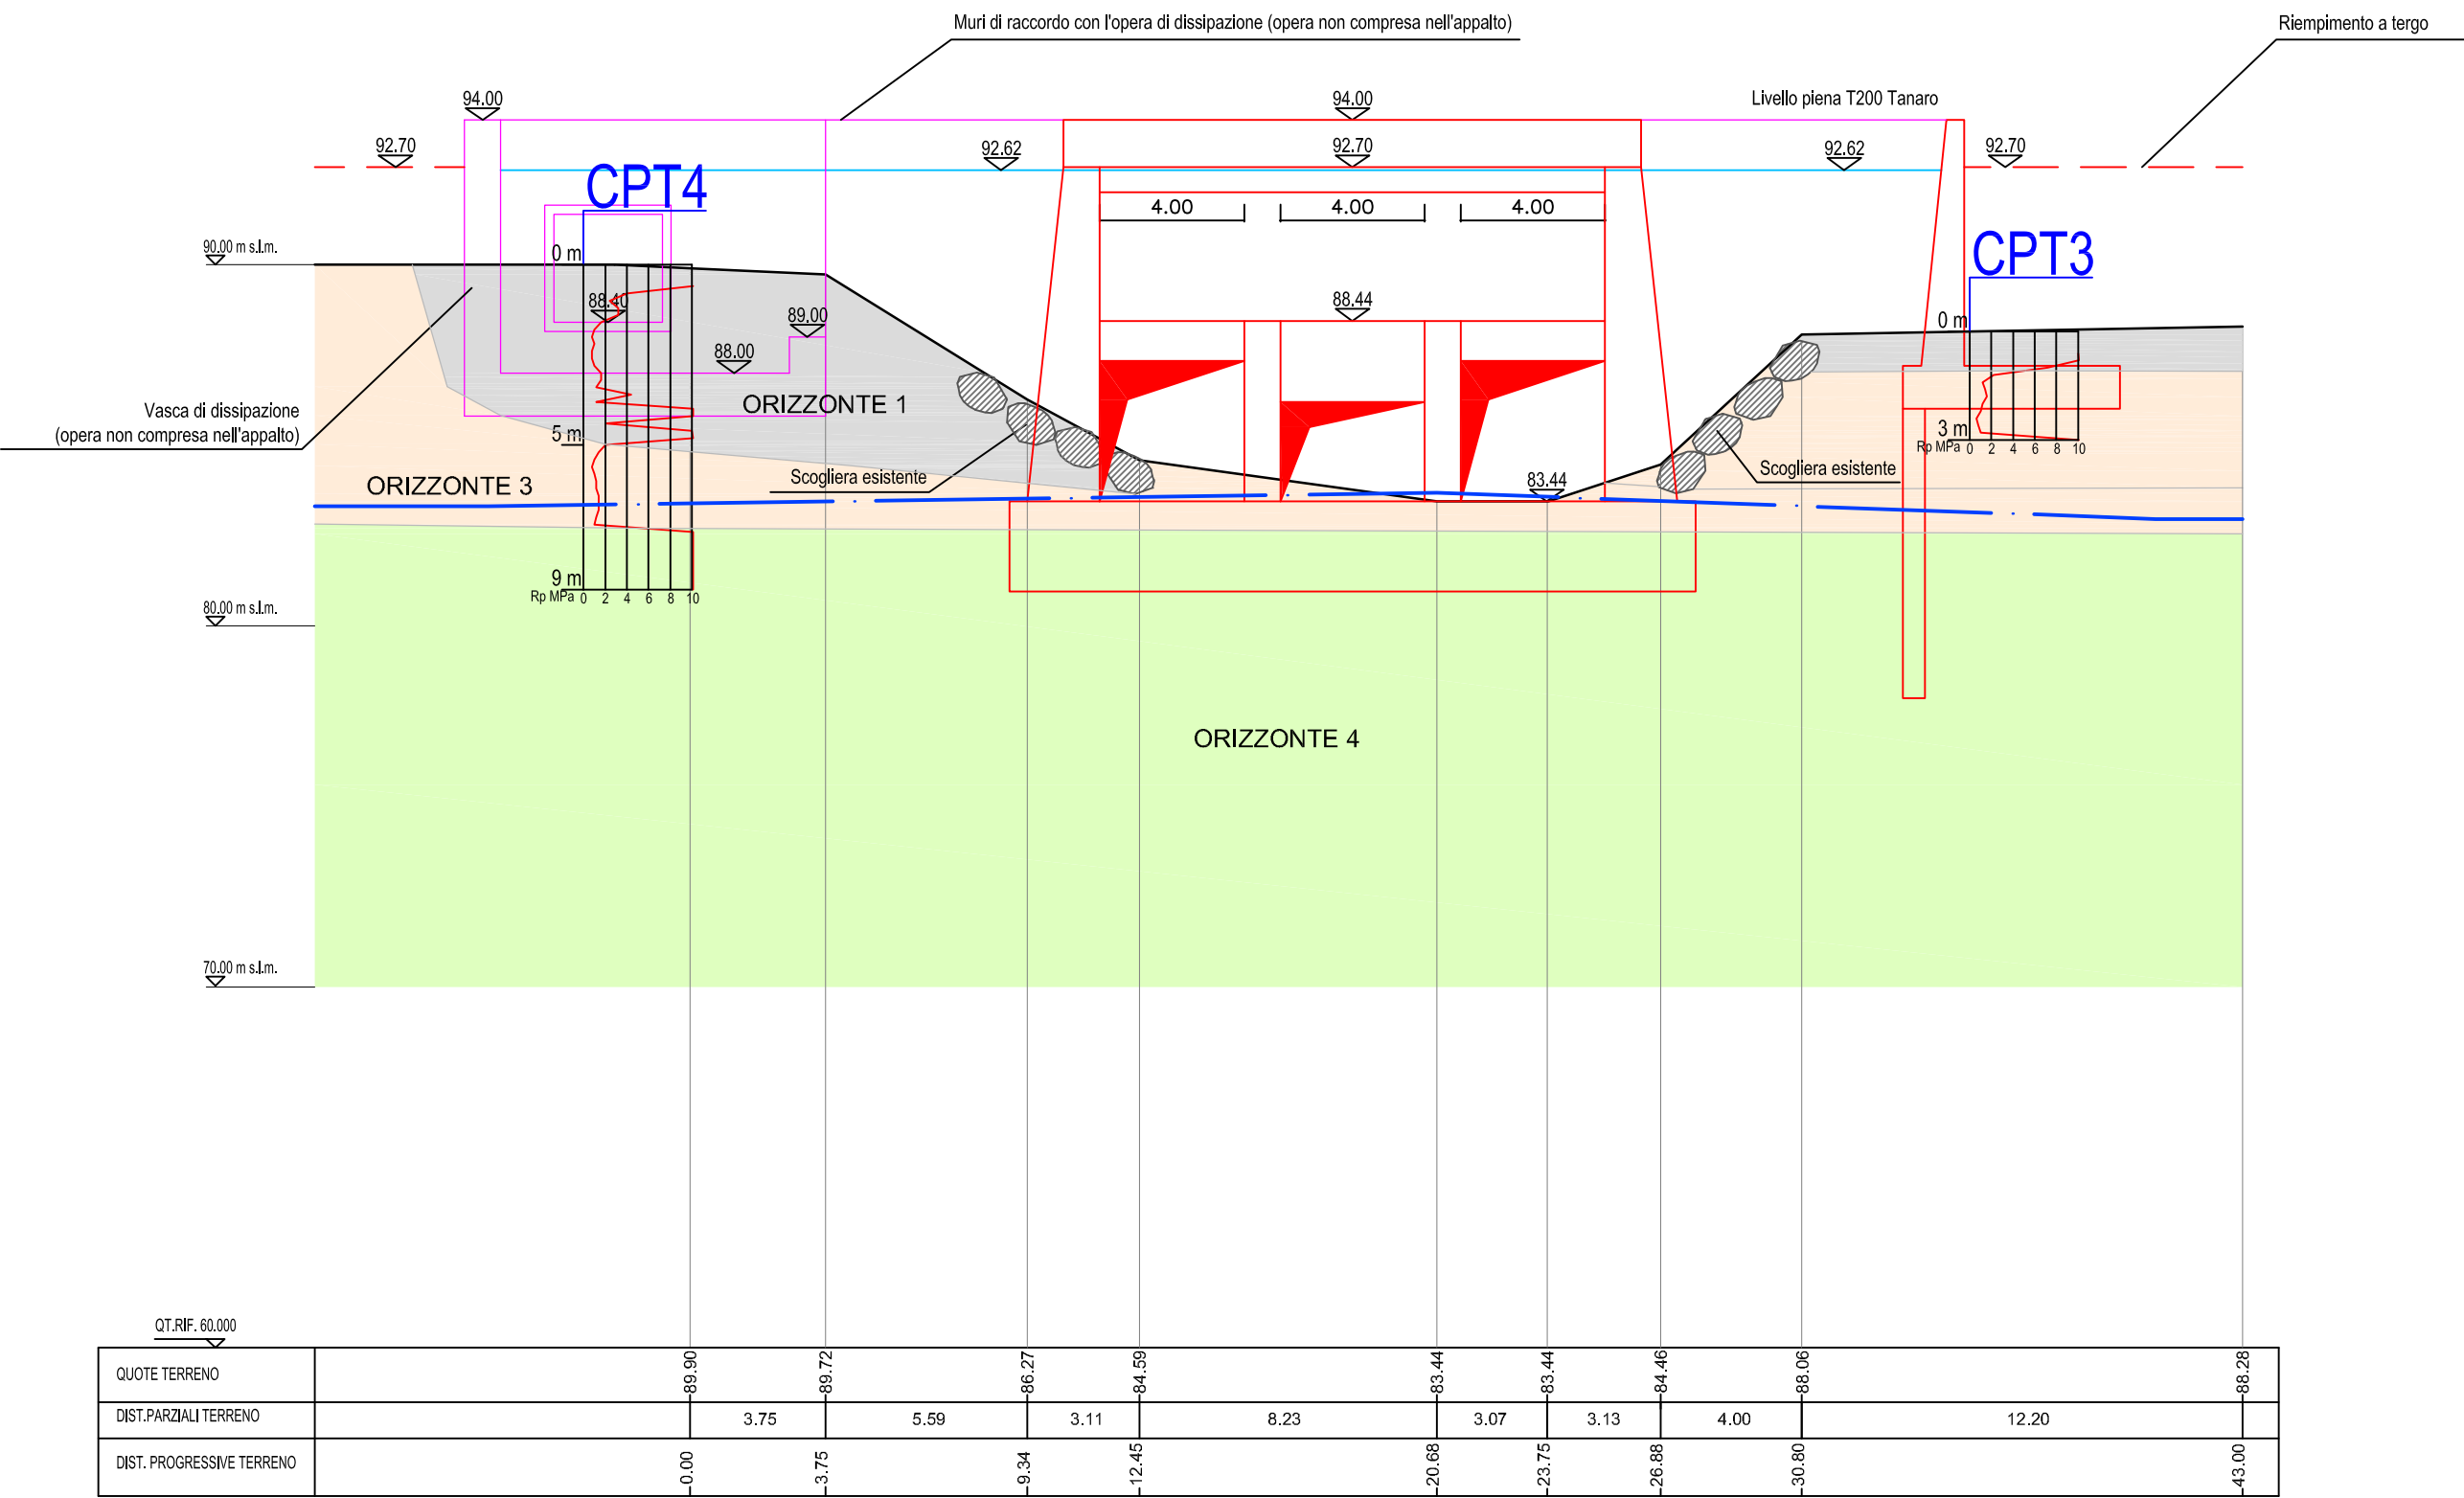 Muri di raccordo con l'opera di dissipazione (opera non compresa nell'appalto)
Riempimento a tergo
94.00
94.00
Livello piena T200 Tanaro
92.70
92.62
92.70
92.62
92.70
CPT4
4.00
4.00
4.00
CPT3
90.00 m s.l.m.
0 m
88.40
88.44
89.00
0 m
88.00
Vasca di dissipazione
(opera non compresa nell'appalto)
ORIZZONTE 1
5 m
3 m
Rp MPa
0 2 4 6 8 10
ORIZZONTE 3
Scogliera esistente
83.44
Scogliera esistente
9 m
Rp MPa
0 2 4 6 8 10
80.00 m s.l.m.
ORIZZONTE 4
70.00 m s.l.m.
QT.RIF. 60.000
QUOTE TERRENO
89.90 89.72 86.27 84.59 83.44 83.44 84.46 88.06 88.28
DIST.PARZIALI TERRENO
3.75 5.59 3.11 8.23 3.07 3.13 4.00 12.20
DIST. PROGRESSIVE TERRENO
0.00 3.75 9.34 12.45 20.68 23.75 26.88 30.80 43.00